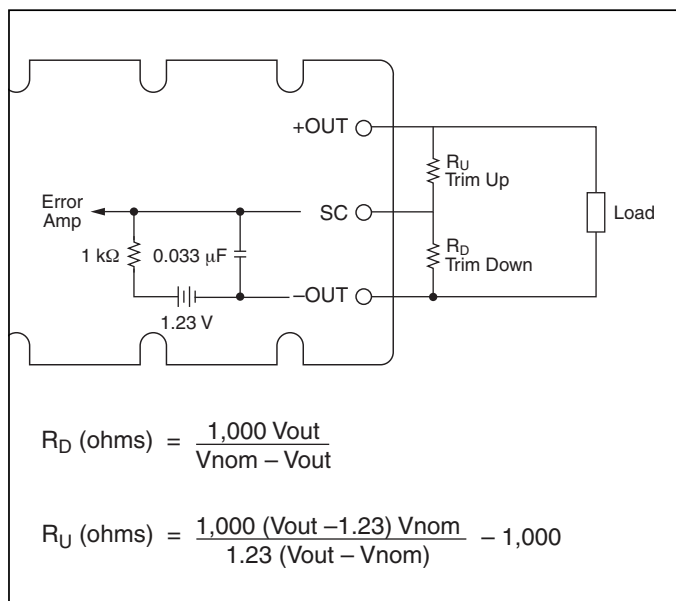 +OUT
R_U
Trim Up
Error
Amp
SC
Load
1 kΩ
0.033 μF
R_D
Trim Down
–OUT
1.23 V
R_D (ohms) = 1,000 Vout / Vnom – Vout
R_U (ohms) = 1,000 (Vout –1.23) Vnom / 1.23 (Vout – Vnom) – 1,000